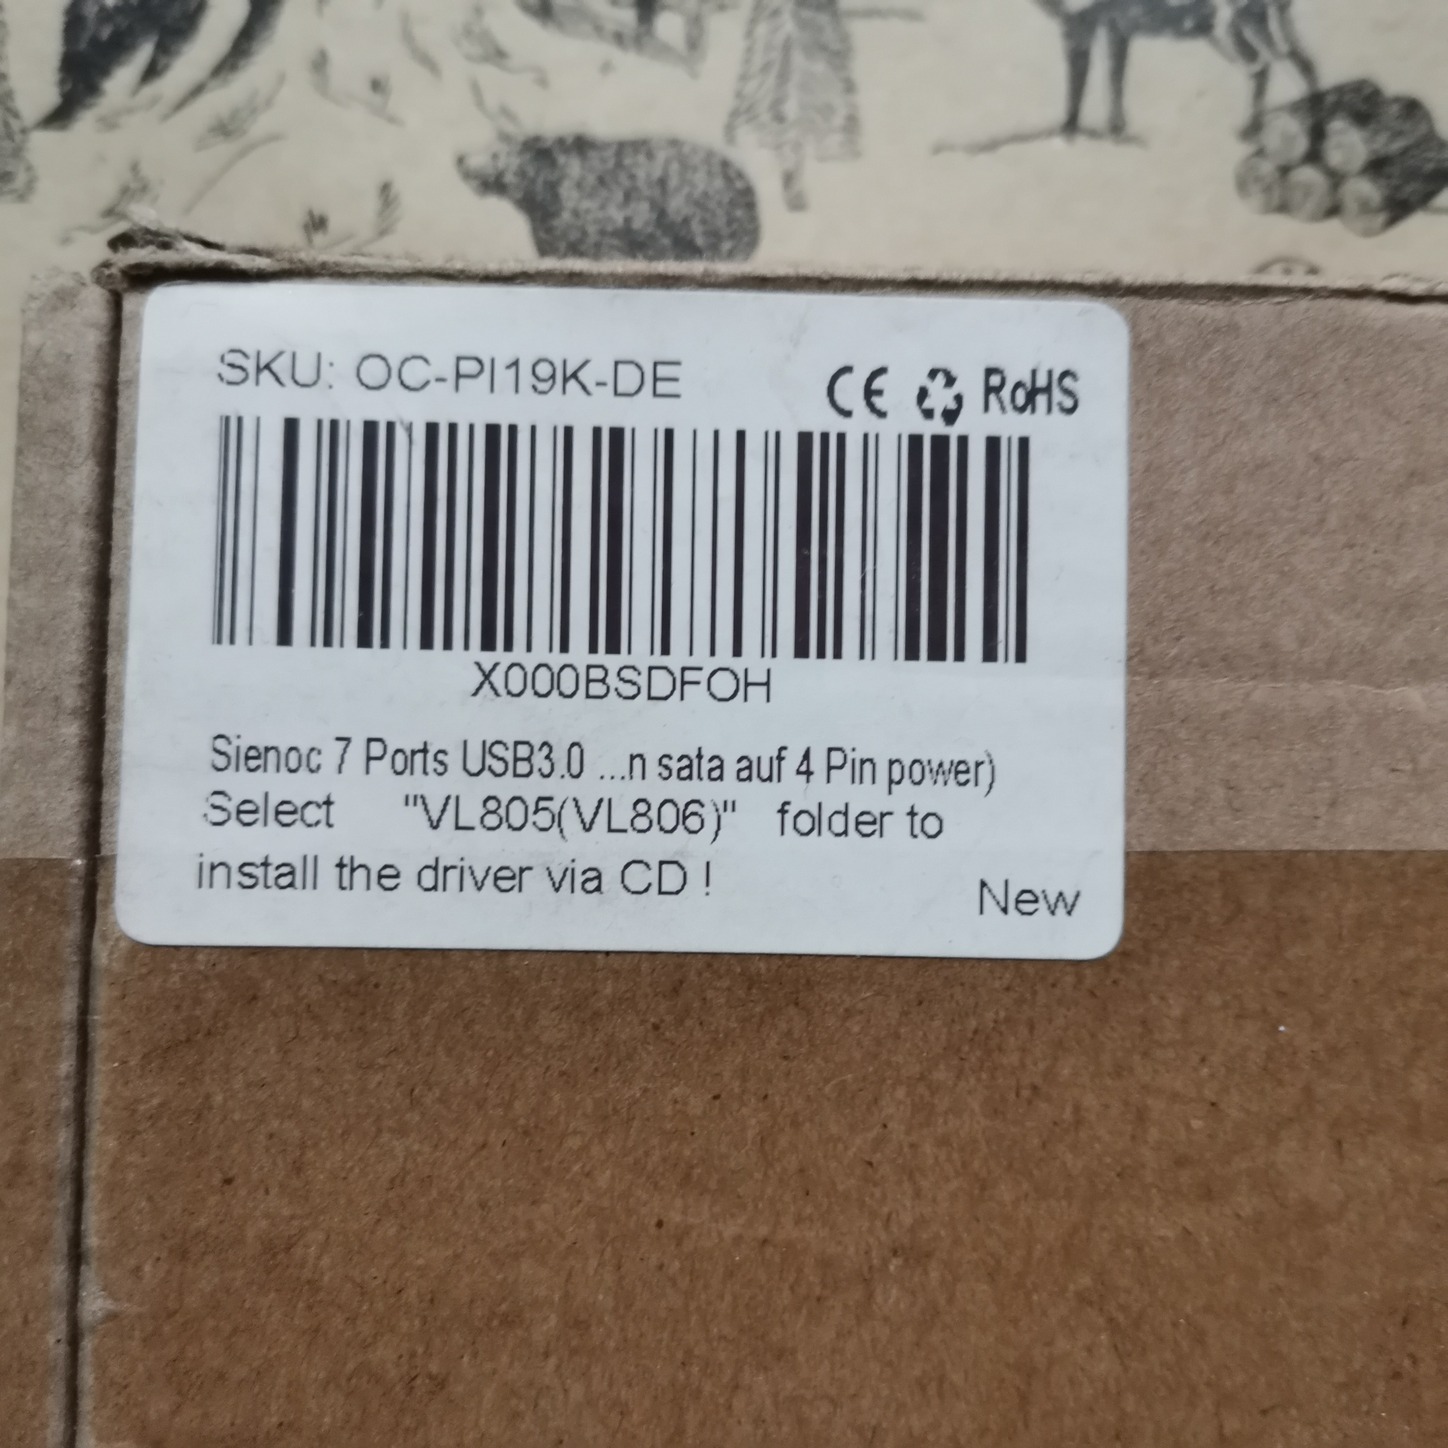 SKU: OC-PI19K-DE
CE RoHS
X000BSDFOH
Sienoc 7 Ports USB3.0 ...n sata auf 4 Pin power)
Select "VL805(VL806)" folder to
install the driver via CD !
New